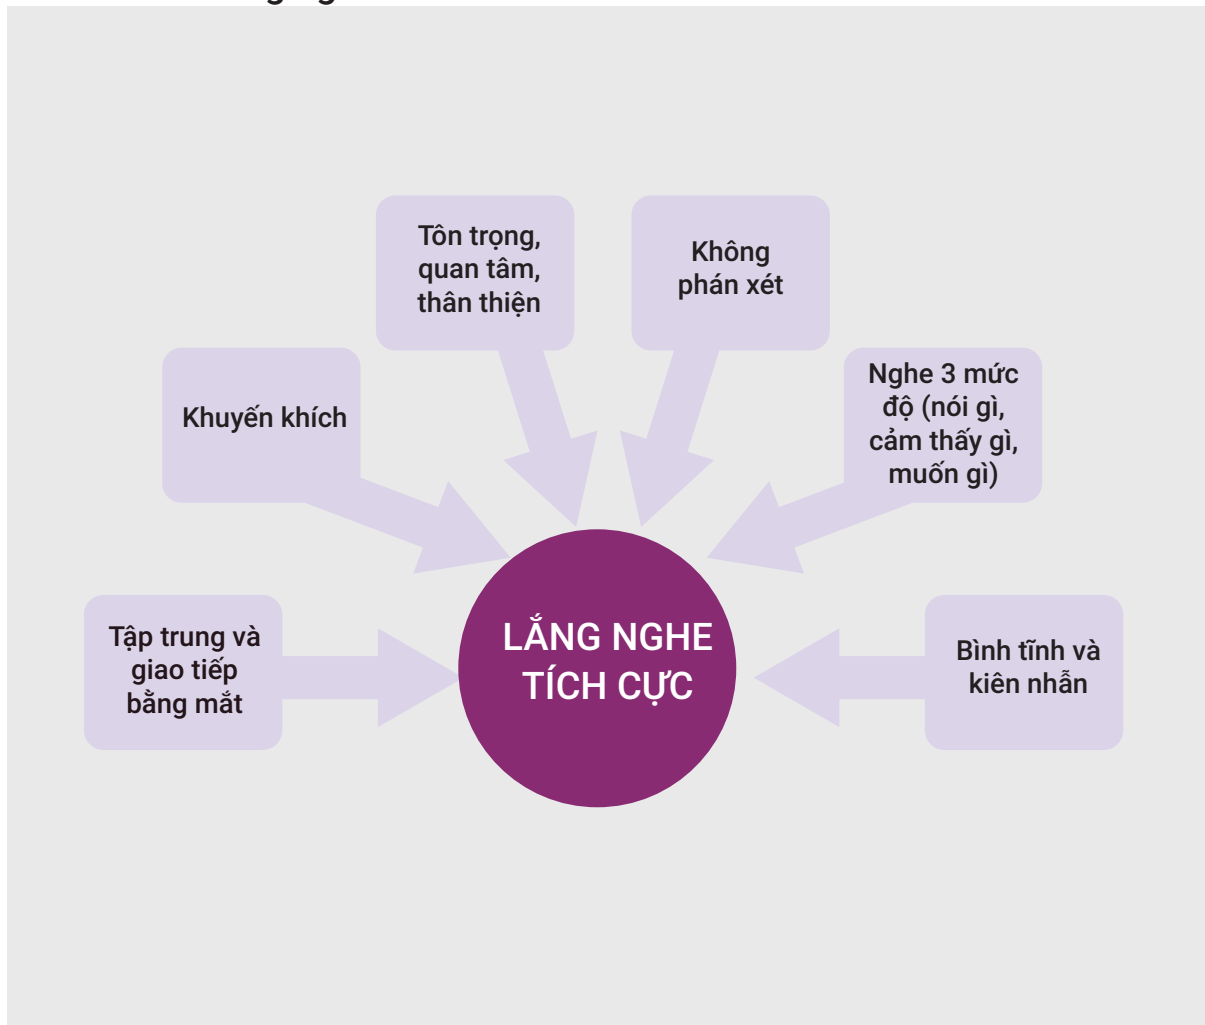 Tôn trọng,
quan tâm,
thân thiện
Không
phán xét
Khuyến khích
Nghe 3 mức
độ (nói gì,
cảm thấy gì,
muốn gì)
Tập trung và
giao tiếp
bằng mắt
LẮNG NGHE
TÍCH CỰC
Bình tĩnh và
kiên nhẫn